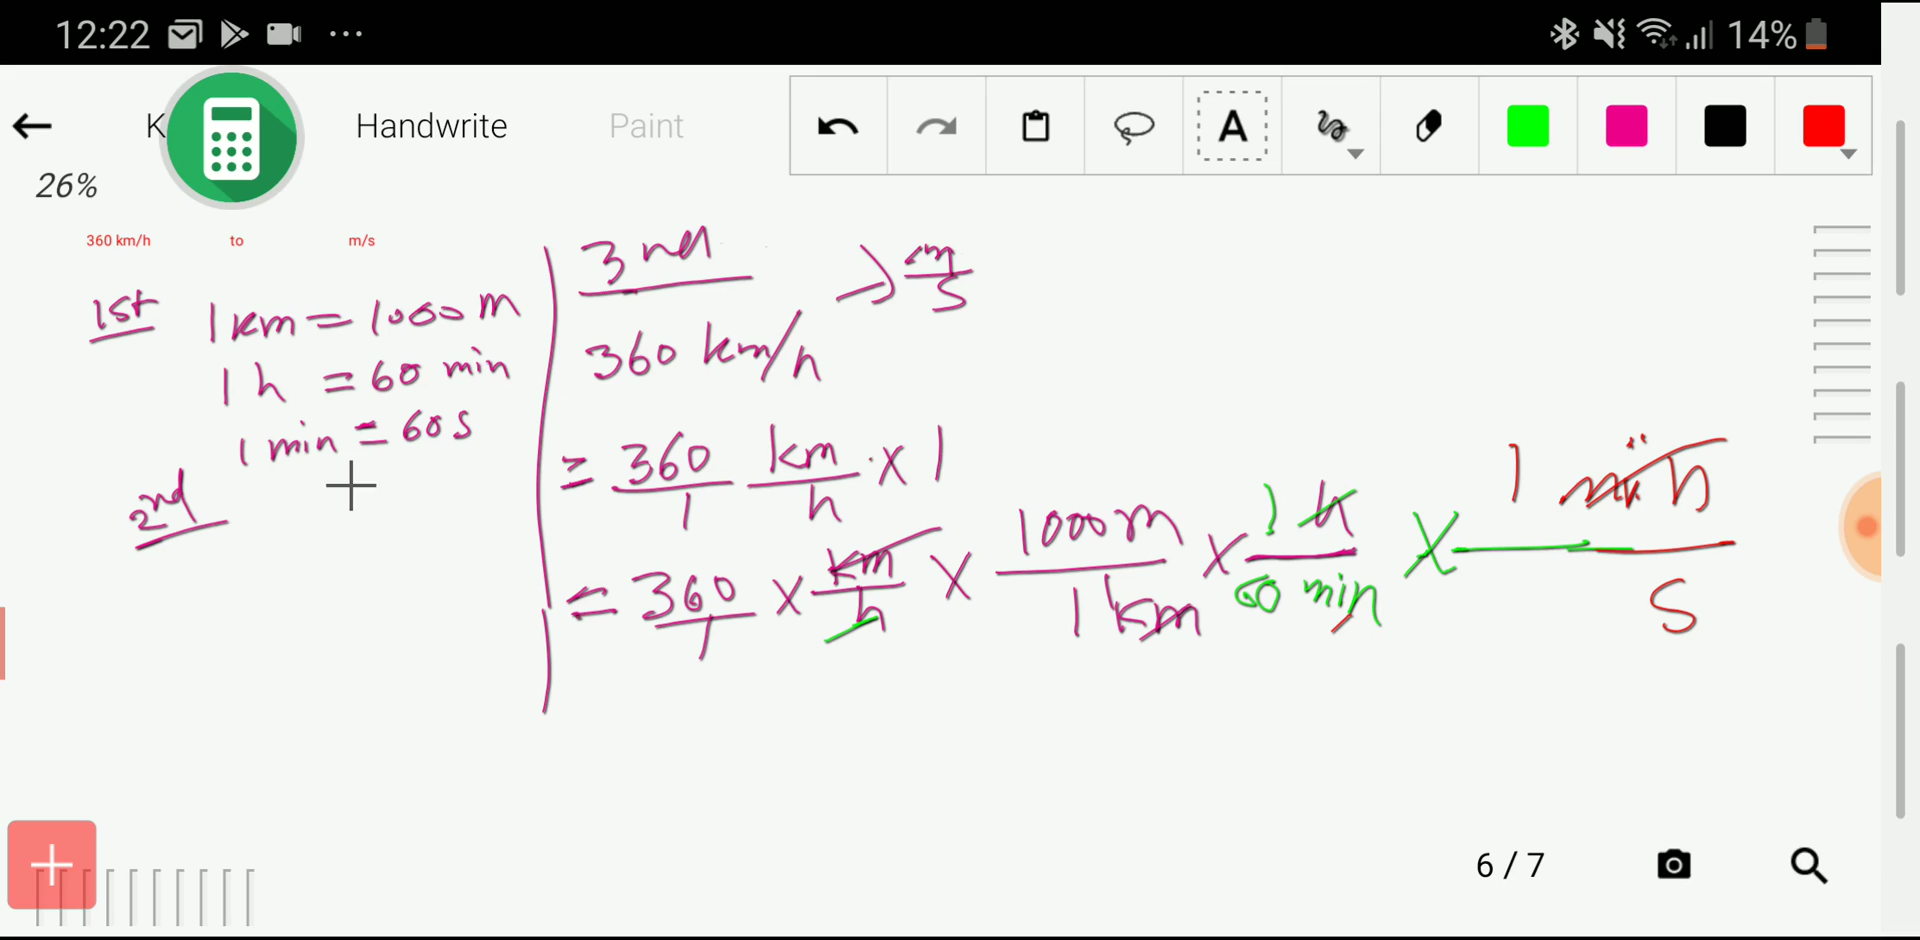 12:22 ... 14%
K Handwrite Paint A
26%
360 km/h to m/s
1st 1 km = 1000 m
1 h = 60 min
1 min = 60 s
2nd
3rd → m/s
360 km/h
= 360/1 km/h · x 1
= 360/1 x km/h x 1000 m/1 km x 1 h/60 min x 1 min/s
6 / 7